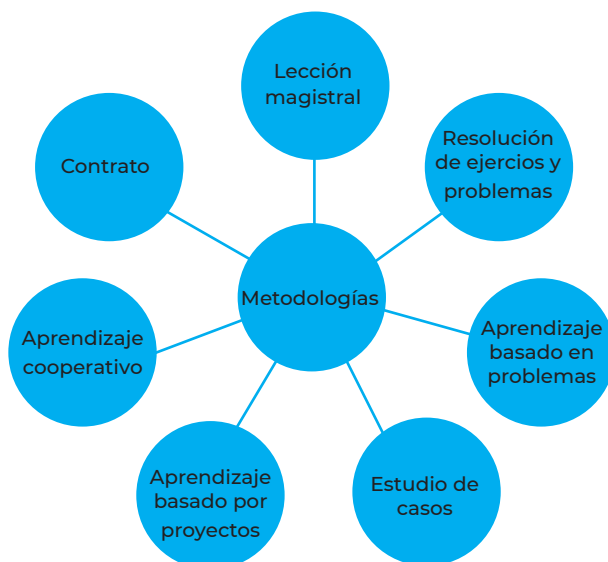 Lección
magistral
Resolución
de ejercios y
problemas
Contrato
Metodologías
Aprendizaje
cooperativo
Aprendizaje
basado en
problemas
Aprendizaje
basado por
proyectos
Estudio de
casos